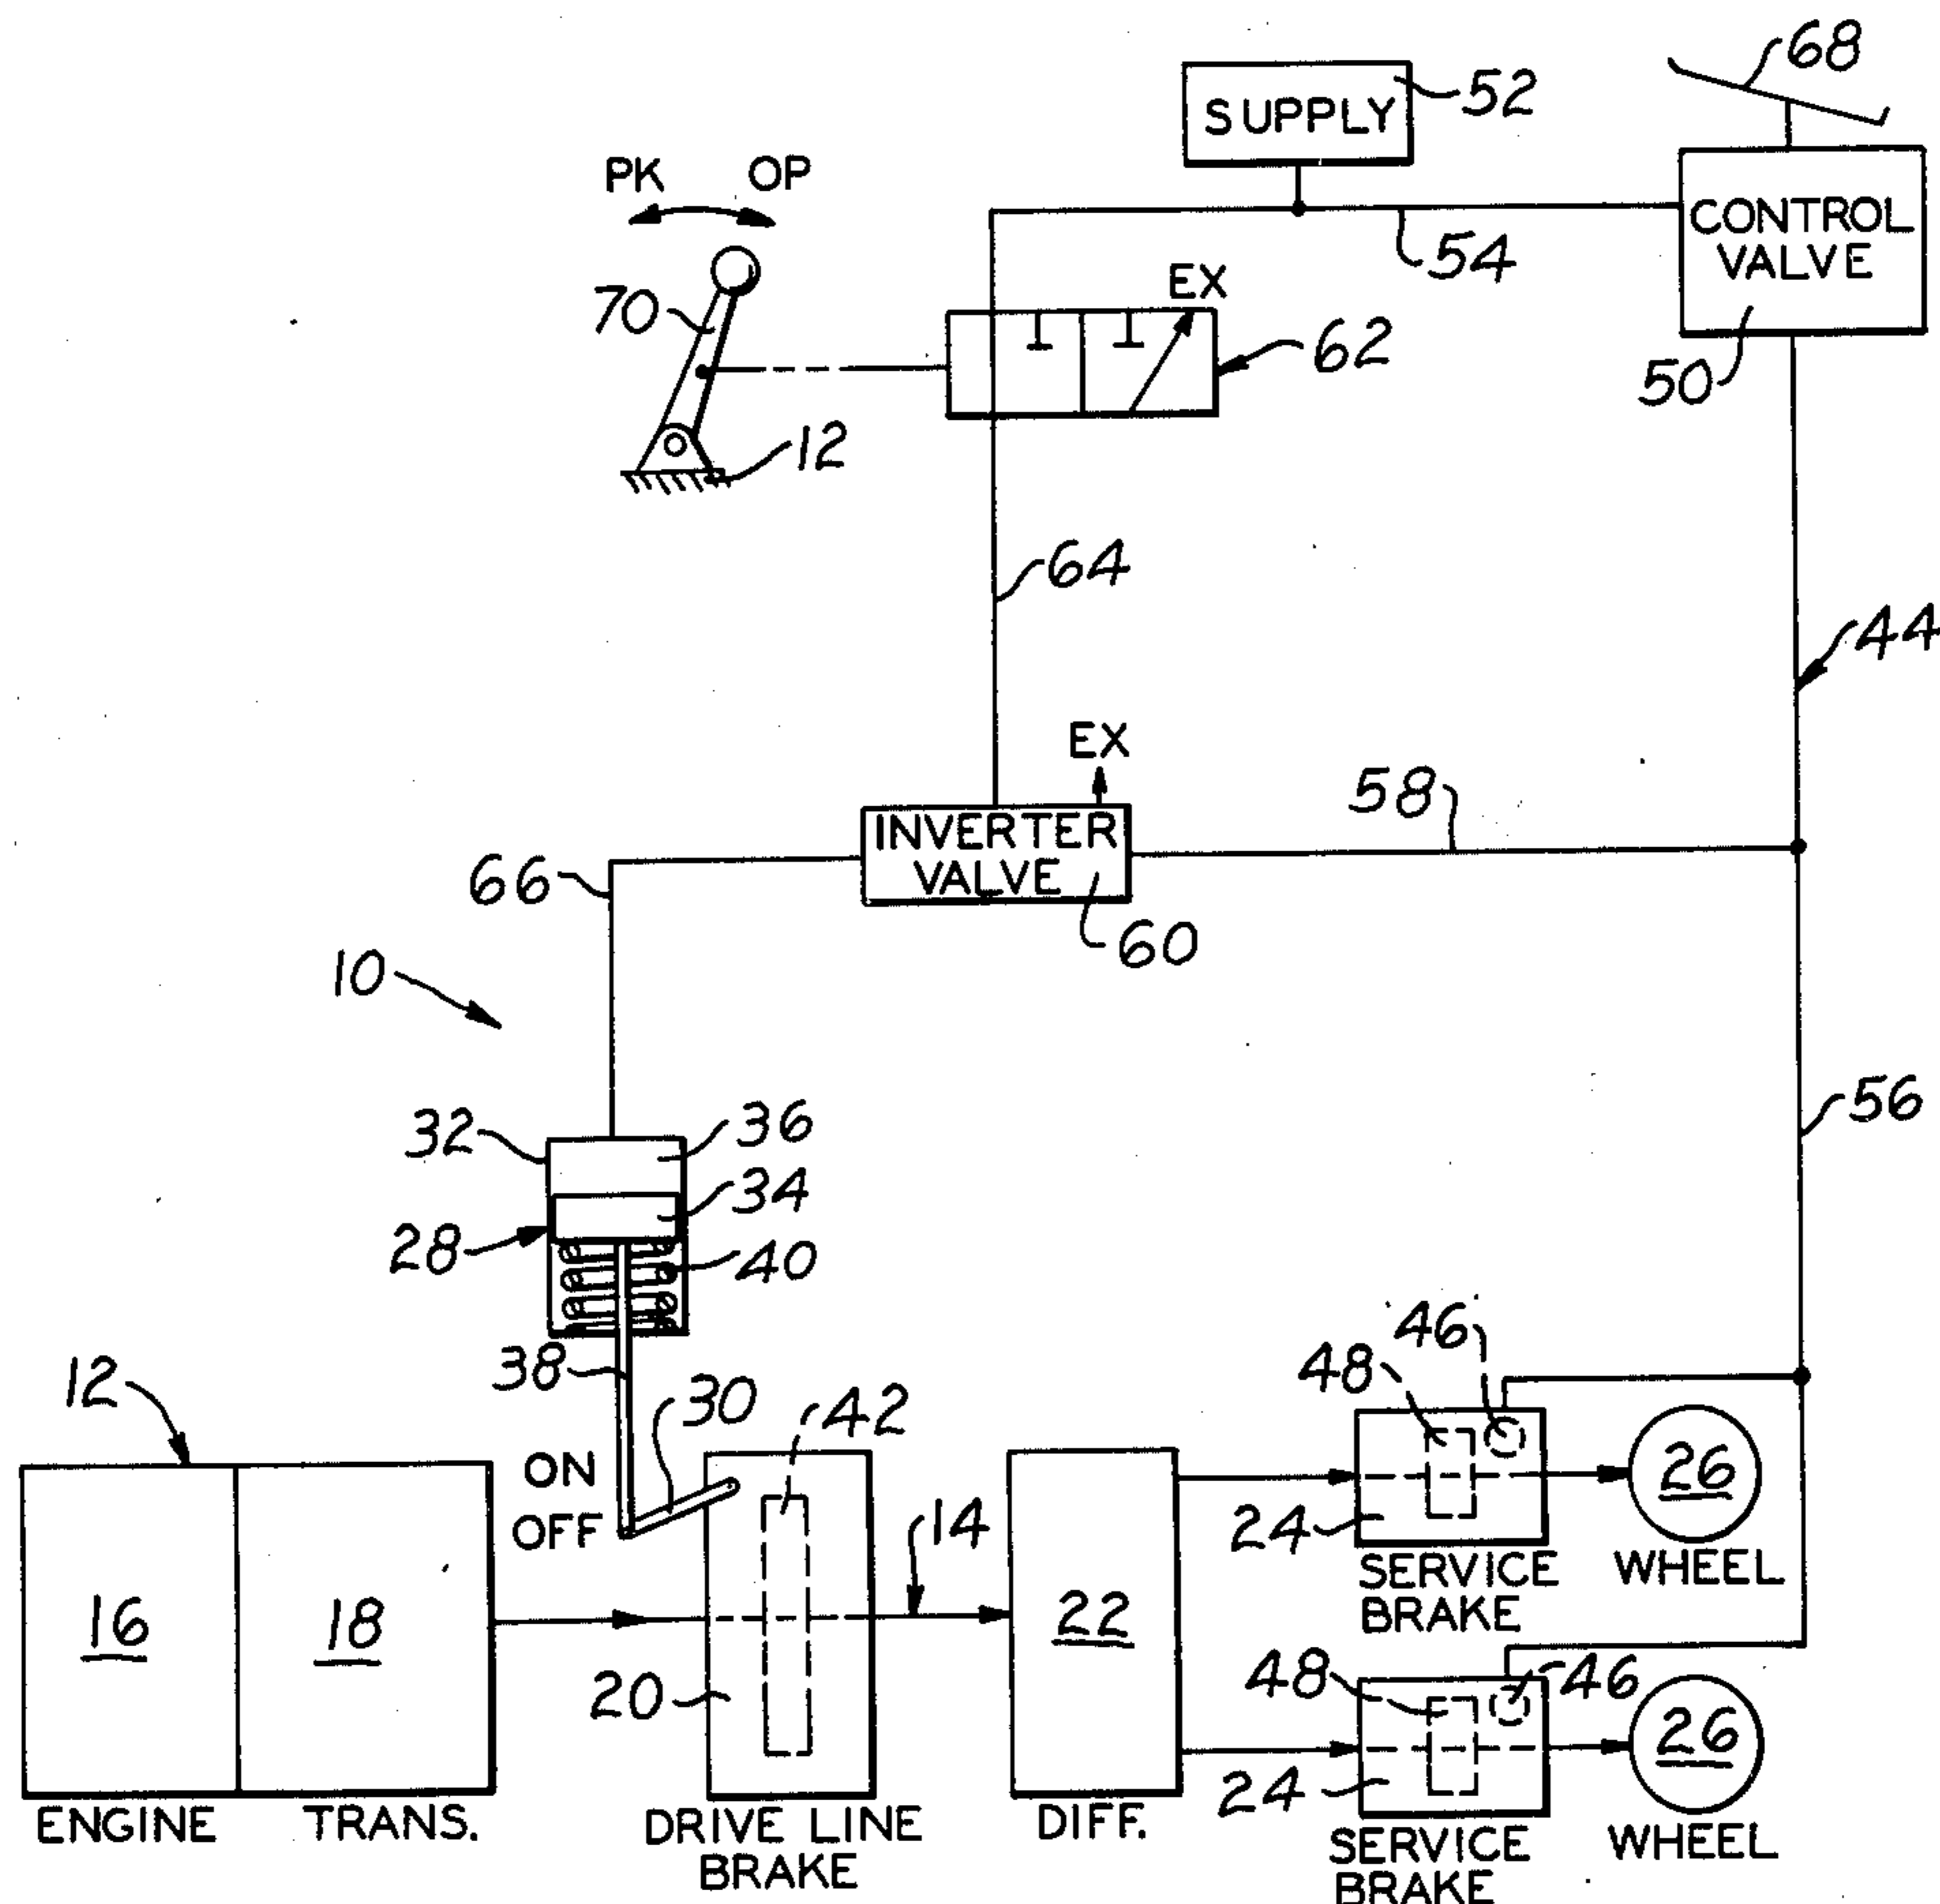 68
SUPPLY
52
PK OP
CONTROL
VALVE
54
EX
70
62
50
12
64
44
EX
58
INVERTER
VALVE
66
60
10
56
32
36
34
28
40
46
48
38
12
30
42
ON
OFF
14
26
24
SERVICE
BRAKE
WHEEL
16
18
22
20
48
46
26
24
ENGINE
TRANS.
DRIVE LINE
BRAKE
DIFF.
SERVICE
BRAKE
WHEEL